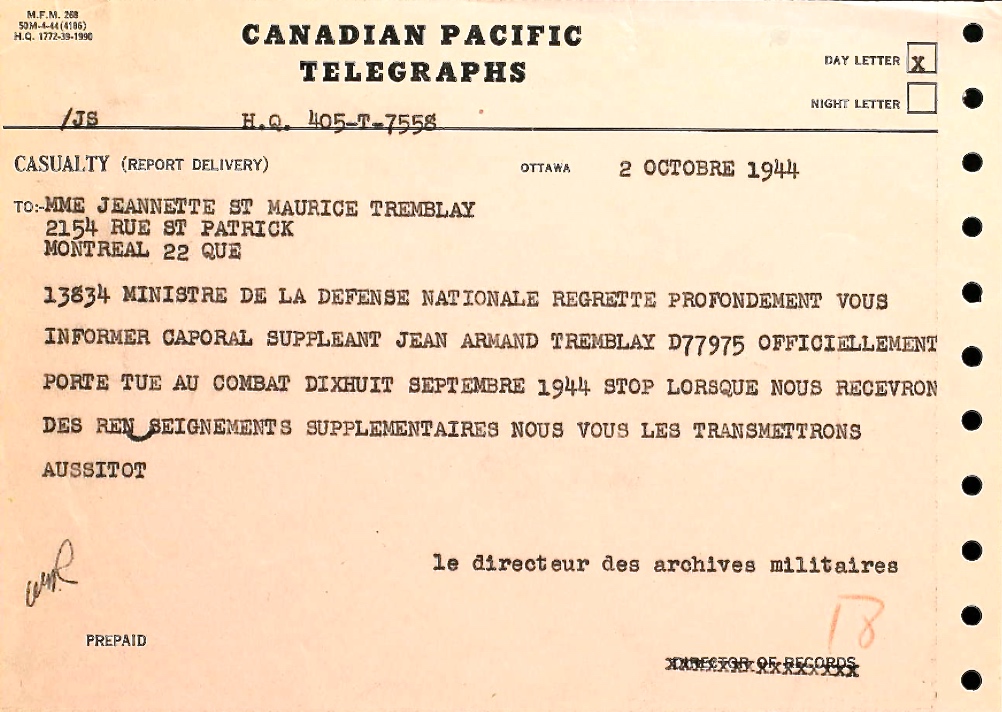 M.F.M. 268
50M-4-44(4186)
H.Q. 1772-39-1990
CANADIAN PACIFIC
TELEGRAPHS
DAY LETTER X
NIGHT LETTER
/JS H.Q. 405-T-7558
CASUALTY (REPORT DELIVERY) OTTAWA 2 OCTOBRE 1944
TO:-MME JEANNETTE ST MAURICE TREMBLAY
2154 RUE ST PATRICK
MONTREAL 22 QUE
13834 MINISTRE DE LA DEFENSE NATIONALE REGRETTE PROFONDEMENT VOUS
INFORMER CAPORAL SUPPLEANT JEAN ARMAND TREMBLAY D77975 OFFICIELLEMENT
PORTE TUE AU COMBAT DIXHUIT SEPTEMBRE 1944 STOP LORSQUE NOUS RECEVRON
DES REN SEIGNEMENTS SUPPLEMENTAIRES NOUS VOUS LES TRANSMETTRONS
AUSSITOT
le directeur des archives militaires
PREPAID
DIRECTOR OF RECORDS